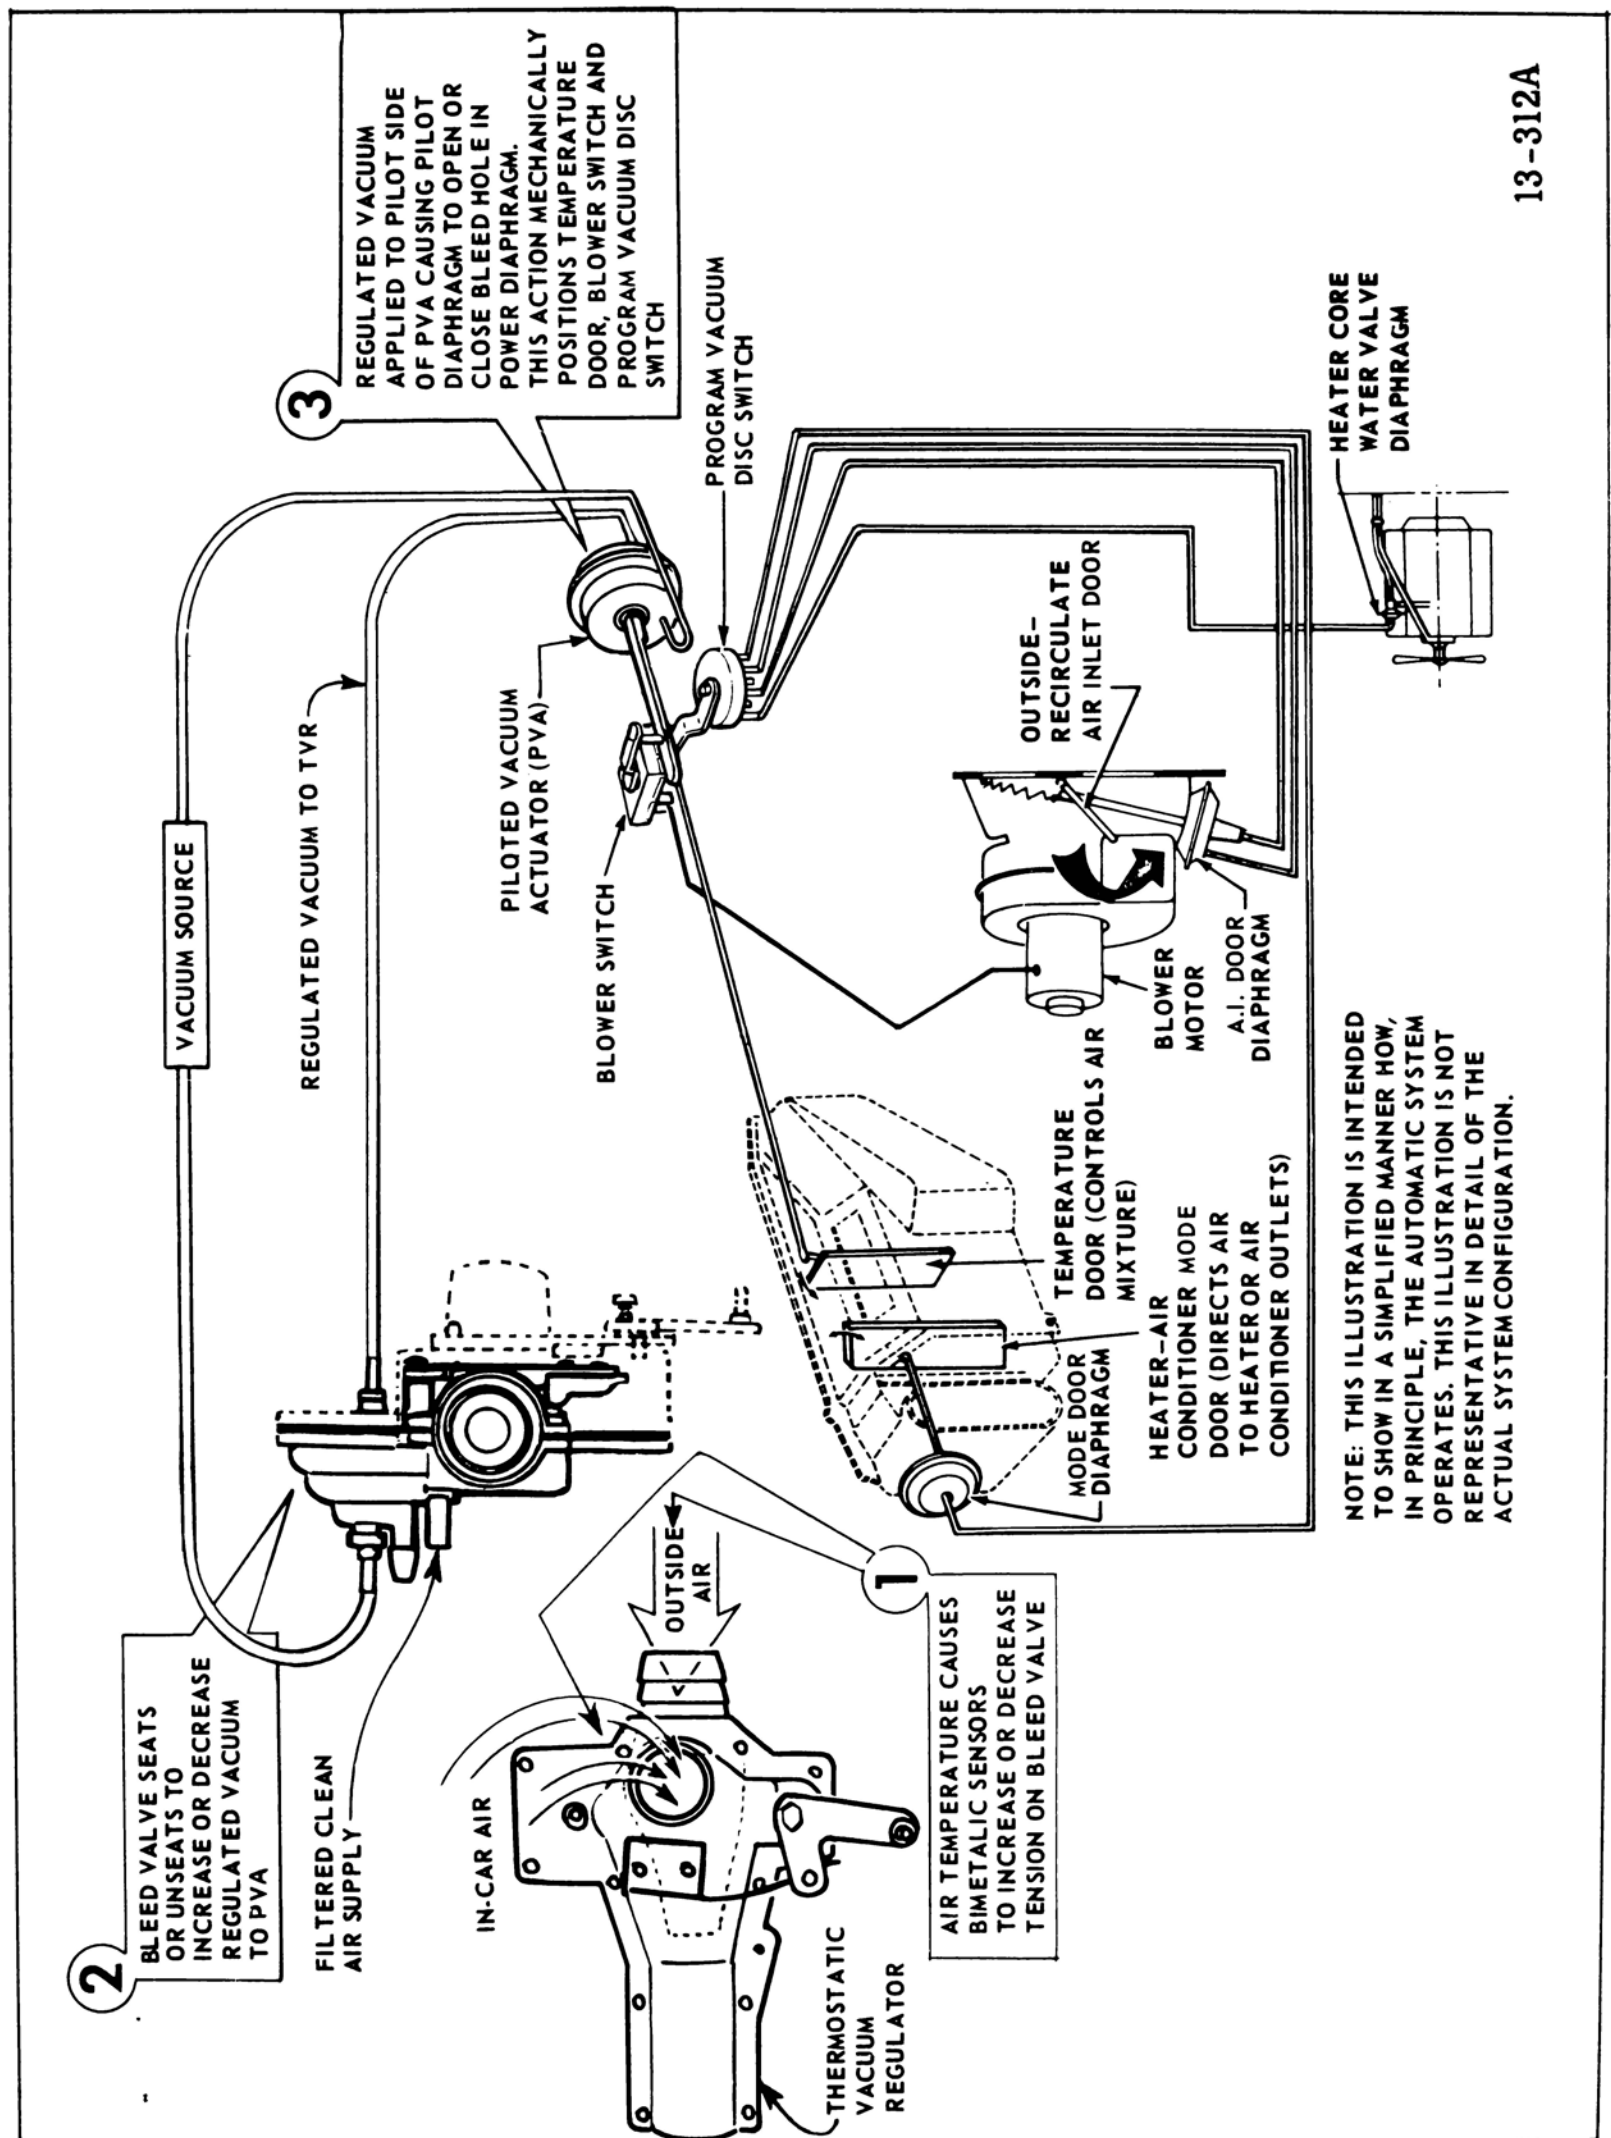 2
BLEED VALVE SEATS
OR UNSEATS TO
INCREASE OR DECREASE
REGULATED VACUUM
TO PVA
FILTERED CLEAN
AIR SUPPLY
IN-CAR AIR
OUTSIDE
AIR
THERMOSTATIC
VACUUM
REGULATOR
1
AIR TEMPERATURE CAUSES
BIMETALIC SENSORS
TO INCREASE OR DECREASE
TENSION ON BLEED VALVE
VACUUM SOURCE
REGULATED VACUUM TO TVR
3
REGULATED VACUUM
APPLIED TO PILOT SIDE
OF PVA CAUSING PILOT
DIAPHRAGM TO OPEN OR
CLOSE BLEED HOLE IN
POWER DIAPHRAGM.
THIS ACTION MECHANICALLY
POSITIONS TEMPERATURE
DOOR, BLOWER SWITCH AND
PROGRAM VACUUM DISC
SWITCH
PILOTED VACUUM
ACTUATOR (PVA)
BLOWER SWITCH
PROGRAM VACUUM
DISC SWITCH
OUTSIDE-
RECIRCULATE
AIR INLET DOOR
BLOWER
MOTOR
A.I. DOOR
DIAPHRAGM
HEATER CORE
WATER VALVE
DIAPHRAGM
TEMPERATURE
DOOR (CONTROLS AIR
MIXTURE)
MODE DOOR
DIAPHRAGM
HEATER-AIR
CONDITIONER MODE
DOOR (DIRECTS AIR
TO HEATER OR AIR
CONDITIONER OUTLETS)
NOTE: THIS ILLUSTRATION IS INTENDED
TO SHOW IN A SIMPLIFIED MANNER HOW,
IN PRINCIPLE, THE AUTOMATIC SYSTEM
OPERATES. THIS ILLUSTRATION IS NOT
REPRESENTATIVE IN DETAIL OF THE
ACTUAL SYSTEM CONFIGURATION.
13-312A